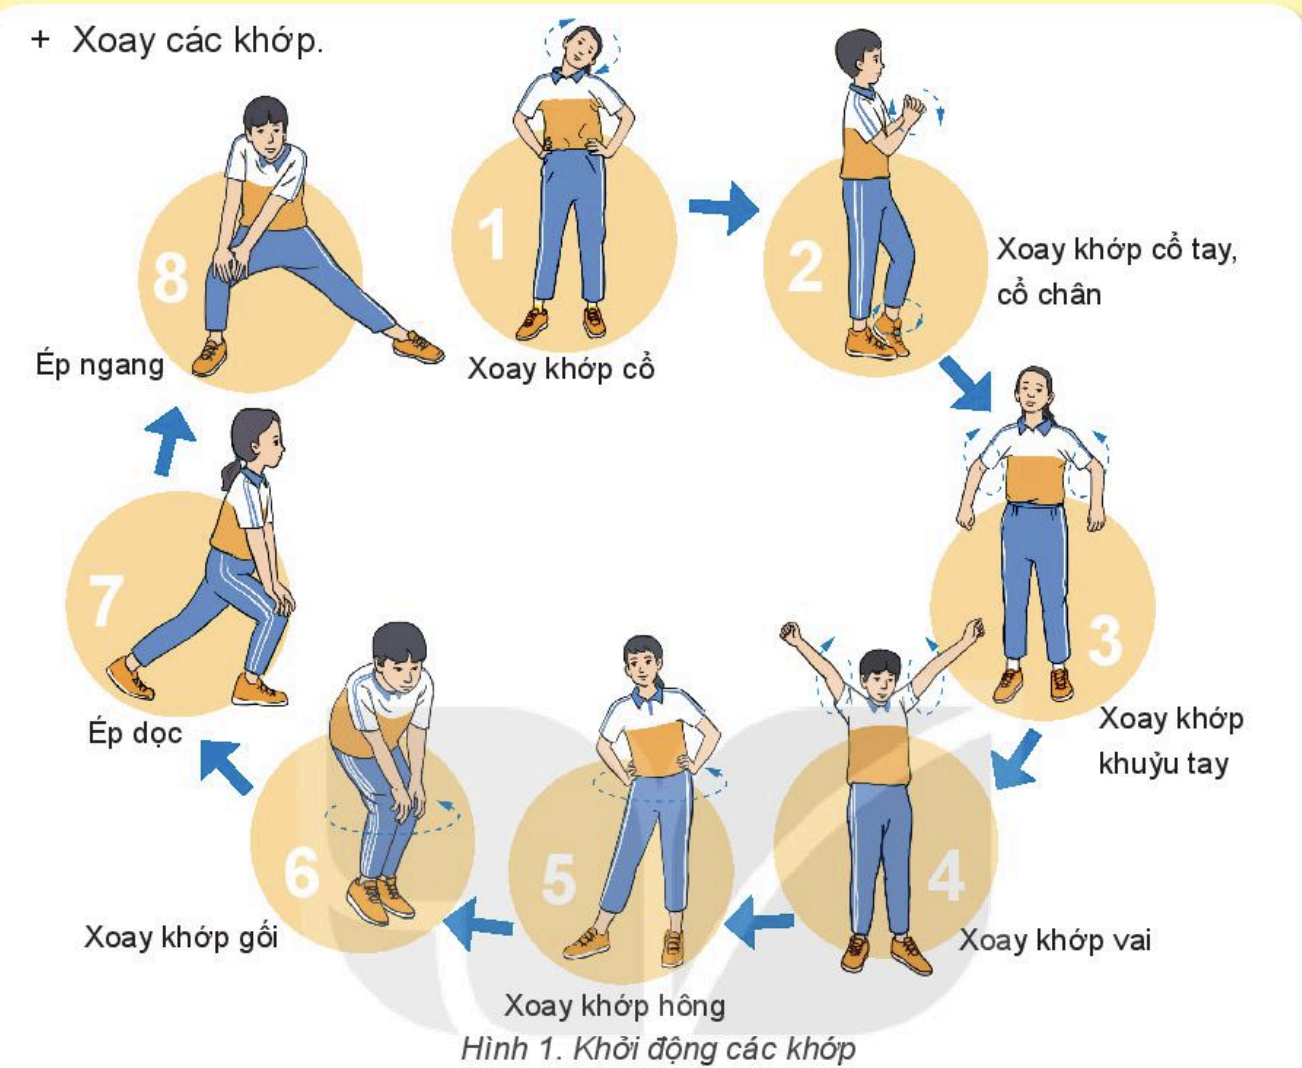 + Xoay các khớp.
1
Xoay khớp cổ
2
Xoay khớp cổ tay,
cổ chân
3
Xoay khớp
khuỷu tay
4
Xoay khớp vai
5
Xoay khớp hông
6
Xoay khớp gối
7
Ép dọc
8
Ép ngang
Hình 1. Khởi động các khớp